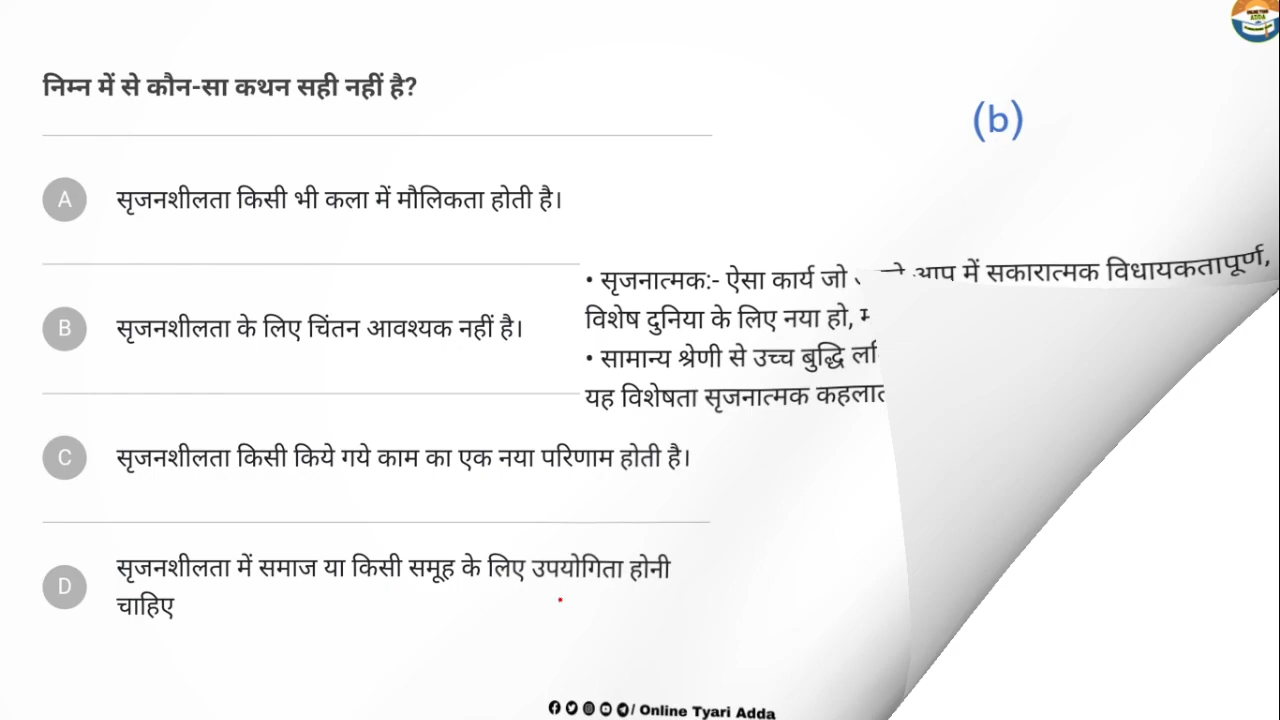 निम्न में से कौन-सा कथन सही नहीं है?
(b)
A
सृजनशीलता किसी भी कला में मौलिकता होती है।
B
सृजनशीलता के लिए चिंतन आवश्यक नहीं है।
• सृजनात्मक:- ऐसा कार्य जो आप में सकारात्मक विधायकतापूर्ण,
विशेष दुनिया के लिए नया हो,
• सामान्य श्रेणी से उच्च बुद्धि
यह विशेषता सृजनात्मक
C
सृजनशीलता किसी किये गये काम का एक नया परिणाम होती है।
D
सृजनशीलता में समाज या किसी समूह के लिए उपयोगिता होनी
चाहिए
/ Online Tyari Adda